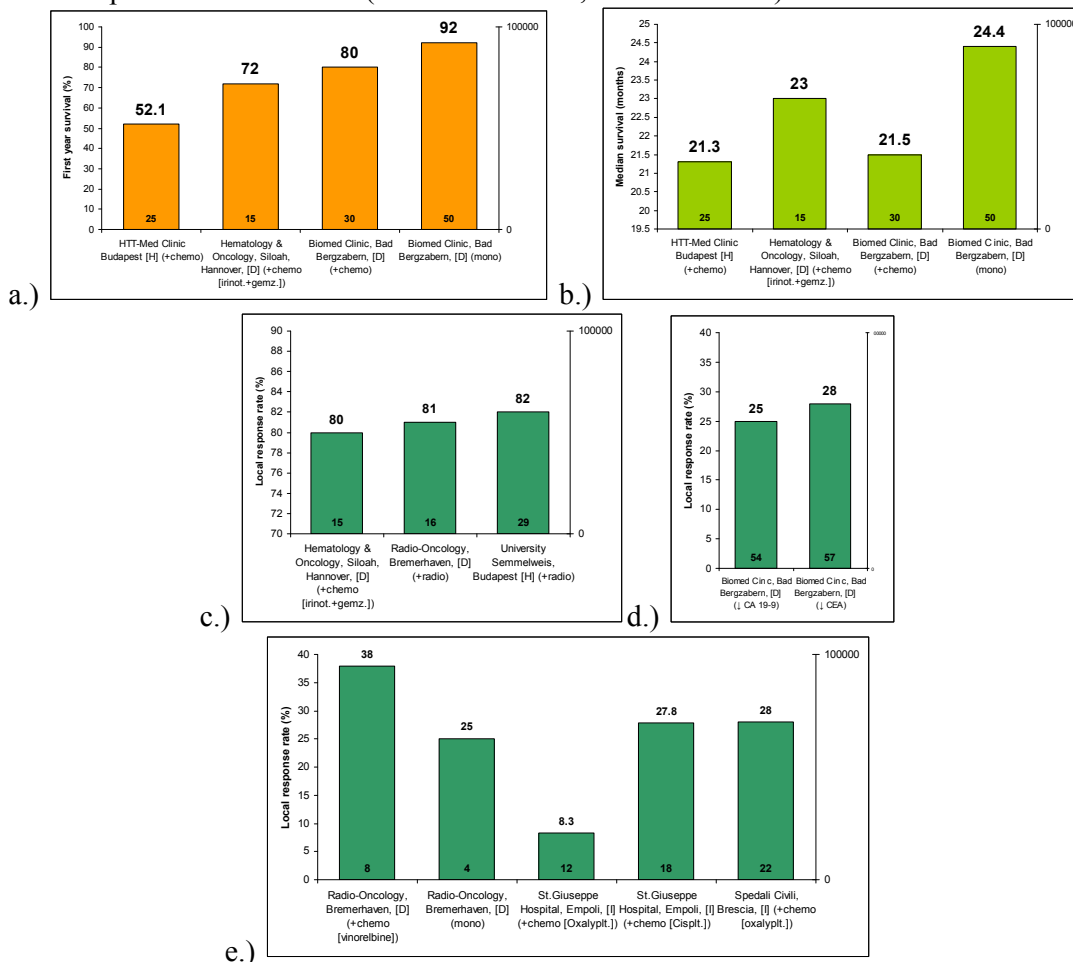 100
90
80
70
60
50
40
30
20
10
0
First year survival (%)
52.1
72
80
92
25
15
30
50
100000
0
HTT-Med Clinic
Budapest [H] (+chemo)
Hematology &
Oncology, Siloah,
Hannover, [D] (+chemo
[irinot.+gemz.])
Biomed Clinic, Bad
Bergzabern, [D]
(+chemo)
Biomed Clinic, Bad
Bergzabern, [D] (mono)
a.)
25
24.5
24
23.5
23
22.5
22
21.5
21
20.5
20
19.5
Median survival (months)
21.3
23
21.5
24.4
25
15
30
50
100000
0
HTT-Med Clinic
Budapest [H]
(+chemo)
Hematology &
Oncology, Siloah,
Hannover, [D] (+chemo
[irinot.+gemz.])
Biomed Clinic, Bad
Bergzabern, [D]
(+chemo)
Biomed C inic, Bad
Bergzabern, [D]
(mono)
b.)
90
88
86
84
82
80
78
76
74
72
70
Local response rate (%)
80
81
82
15
16
29
100000
0
Hematology &
Oncology, Siloah,
Hannover, [D]
(+chemo
[irinot.+gemz.])
Radio-Oncology,
Bremerhaven, [D]
(+radio)
University
Semmelweis,
Budapest [H] (+radio)
c.)
40
35
30
25
20
15
10
5
0
Local response rate (%)
25
28
54
57
0
Biomed Cin c, Bad
Bergzabern, [D]
(↓ CA 19-9)
Biomed Cin c, Bad
Bergzabern, [D]
(↓ CEA)
d.)
40
35
30
25
20
15
10
5
0
Local response rate (%)
38
25
8.3
27.8
28
8
4
12
18
22
100000
0
Radio-Oncology,
Bremerhaven, [D]
(+chemo
[vinorelbine])
Radio-Oncology,
Bremerhaven, [D]
(mono)
St.Giuseppe
Hospital, Empoli, [I]
(+chemo [Oxalyplt.])
St.Giuseppe
Hospital, Empoli, [I]
(+chemo [Cisplt.])
Spedali Civili,
Brescia, [I] (+chemo
[oxalyplt.])
e.)